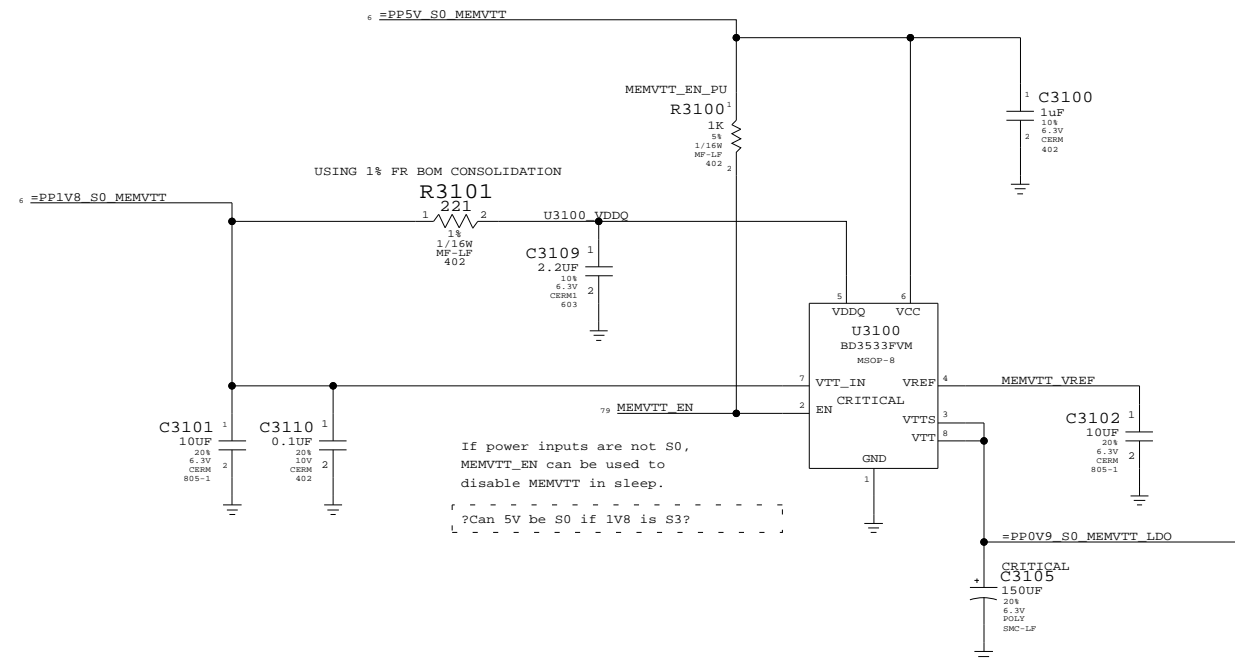 6 =PP5V_S0_MEMVTT
MEMVTT_EN_PU
R3100
1
1K
5%
1/16W
MF-LF
402
2
1
C3100
1uF
10%
6.3V
CERM
402
2
USING 1% FR BOM CONSOLIDATION
R3101
221
1
2
1%
1/16W
MF-LF
402
6 =PP1V8_S0_MEMVTT
U3100_VDDQ
C3109
1
2.2UF
10%
6.3V
CERM1
603
2
5
6
VDDQ
VCC
U3100
BD3533FVM
MSOP-8
7
VTT_IN
VREF
4
MEMVTT_VREF
CRITICAL
79 MEMVTT_EN
2
EN
VTTS
3
VTT
8
GND
1
C3101
1
10UF
20%
6.3V
CERM
805-1
2
C3110
1
0.1UF
20%
10V
CERM
402
2
C3102
1
10UF
20%
6.3V
CERM
805-1
2
If power inputs are not S0,
MEMVTT_EN can be used to
disable MEMVTT in sleep.
?Can 5V be S0 if 1V8 is S3?
=PP0V9_S0_MEMVTT_LDO
CRITICAL
C3105
+
150UF
20%
6.3V
POLY
SMC-LF